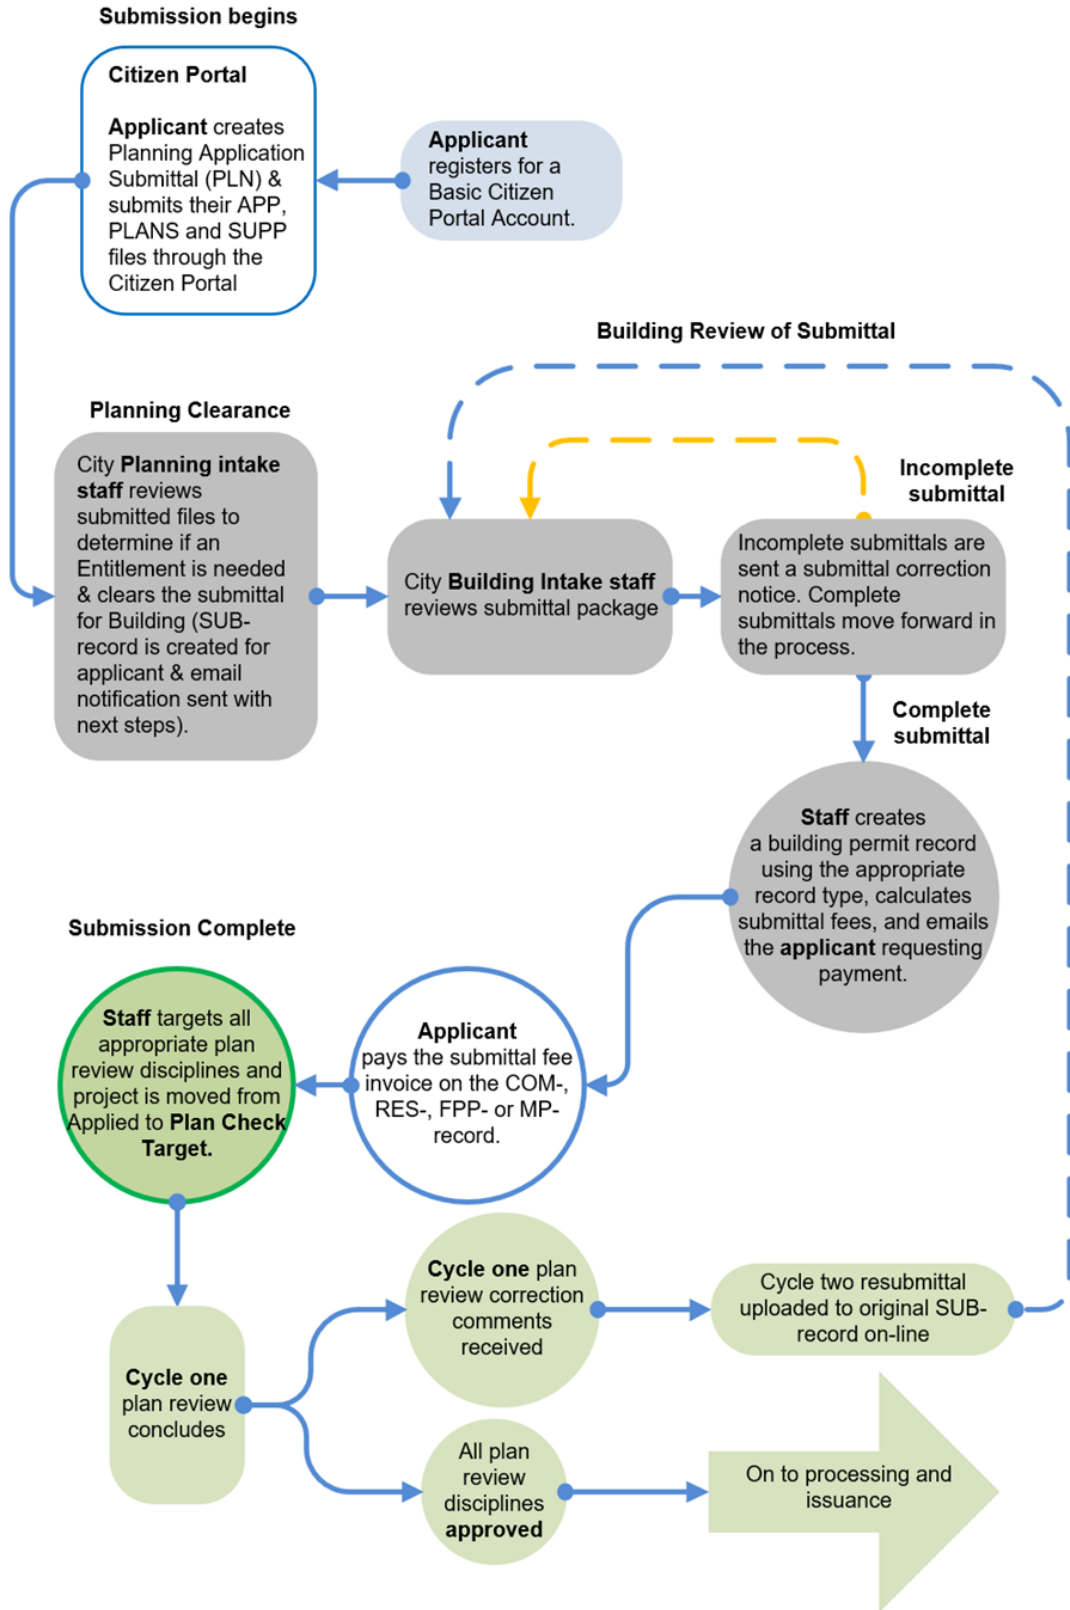 Submission begins
Citizen Portal
Applicant creates
Planning Application
Submittal (PLN) &
submits their APP,
PLANS and SUPP
files through the
Citizen Portal
Applicant
registers for a
Basic Citizen
Portal Account.
Building Review of Submittal
Planning Clearance
City Planning intake
staff reviews
submitted files to
determine if an
Entitlement is needed
& clears the submittal
for Building (SUB-
record is created for
applicant & email
notification sent with
next steps).
City Building Intake staff
reviews submittal package
Incomplete
submittal
Incomplete submittals are
sent a submittal correction
notice. Complete
submittals move forward in
the process.
Complete
submittal
Staff creates
a building permit record
using the appropriate
record type, calculates
submittal fees, and emails
the applicant requesting
payment.
Submission Complete
Staff targets all
appropriate plan
review disciplines and
project is moved from
Applied to Plan Check
Target.
Applicant
pays the submittal fee
invoice on the COM-,
RES-, FPP- or MP-
record.
Cycle one
plan review
concludes
Cycle one plan
review correction
comments
received
Cycle two resubmittal
uploaded to original SUB-
record on-line
All plan
review
disciplines
approved
On to processing and
issuance